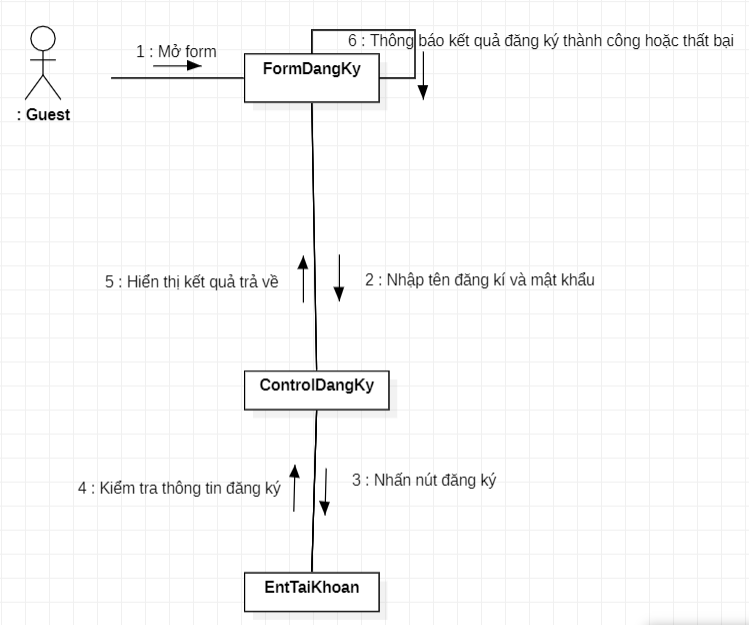 6 : Thông báo kết quả đăng ký thành công hoặc thất bại
1 : Mở form
FormDangKy
: Guest
5 : Hiển thị kết quả trả về
2 : Nhập tên đăng kí và mật khẩu
ControlDangKy
4 : Kiểm tra thông tin đăng ký
3 : Nhấn nút đăng ký
EntTaiKhoan